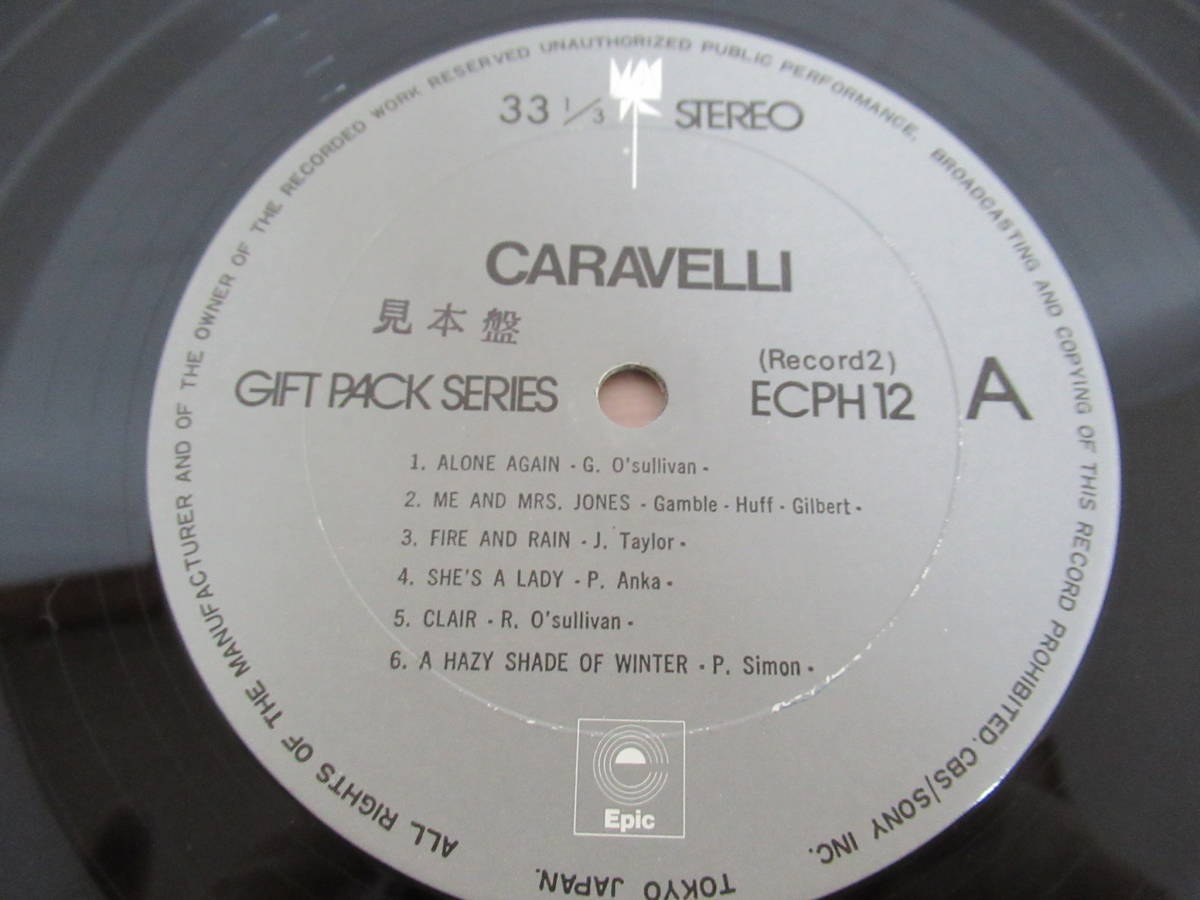 33 1/3 STEREO
CARAVELLI
見本盤
GIFT PACK SERIES
(Record2)
ECPH 12
A
1. ALONE AGAIN - G. O'sullivan -
2. ME AND MRS. JONES - Gamble - Huff - Gilbert -
3. FIRE AND RAIN - J. Taylor -
4. SHE'S A LADY - P. Anka -
5. CLAIR - R. O'sullivan -
6. A HAZY SHADE OF WINTER - P. Simon -
Epic
ALL RIGHTS OF THE MANUFACTURER AND OF THE OWNER OF THE RECORDED WORK RESERVED UNAUTHORIZED PUBLIC PERFORMANCE. BROADCASTING AND COPYING OF THIS RECORD PROHIBITED. CBS/SONY INC. TOKYO JAPAN.